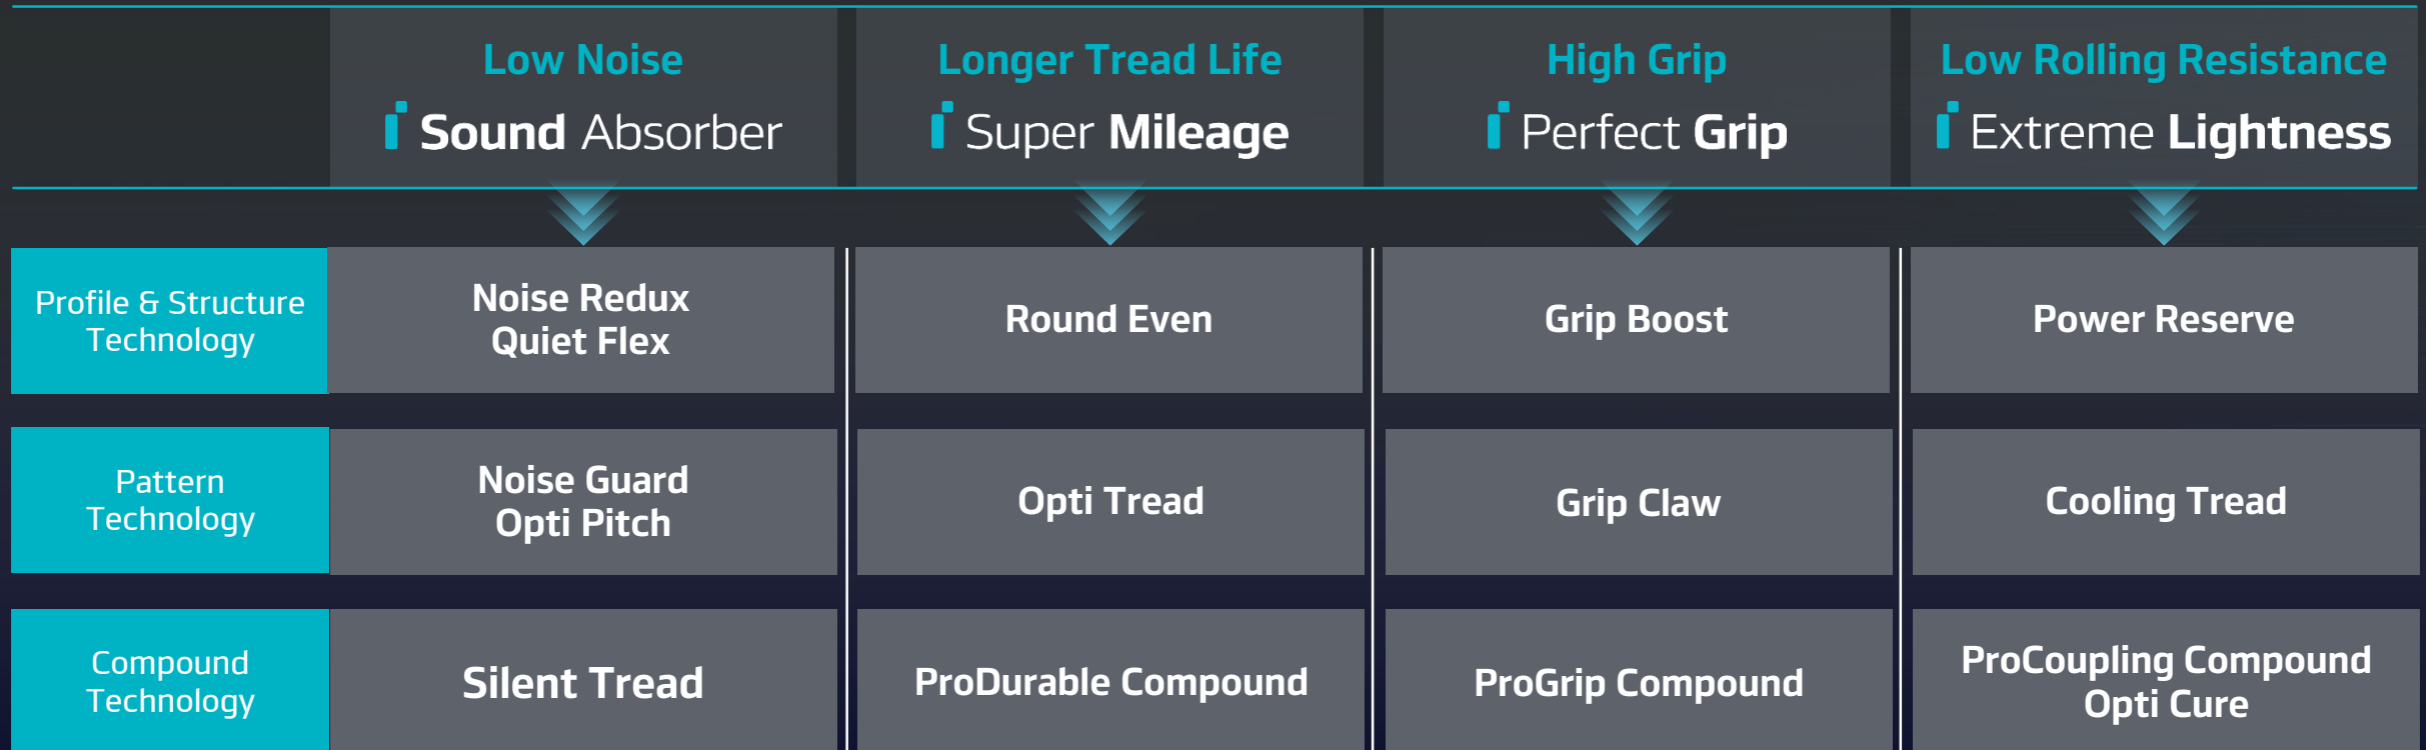 Low Noise
Sound Absorber
Longer Tread Life
Super Mileage
High Grip
Perfect Grip
Low Rolling Resistance
Extreme Lightness
Profile & Structure
Technology
Noise Redux
Quiet Flex
Round Even
Grip Boost
Power Reserve
Pattern
Technology
Noise Guard
Opti Pitch
Opti Tread
Grip Claw
Cooling Tread
Compound
Technology
Silent Tread
ProDurable Compound
ProGrip Compound
ProCoupling Compound
Opti Cure